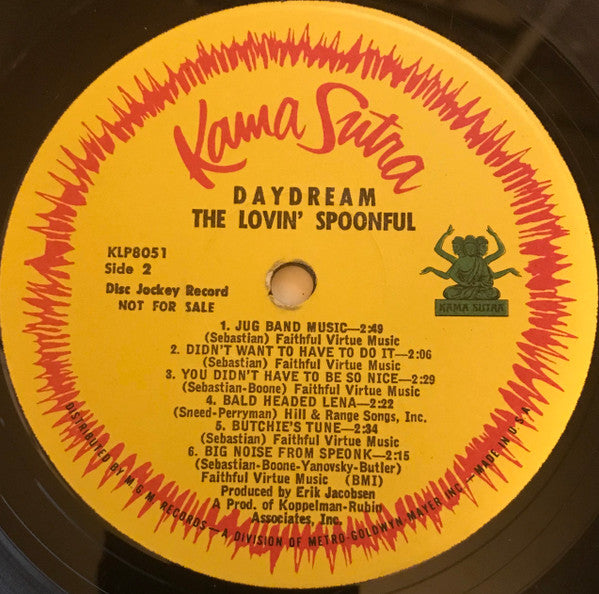 Kama Sutra
DAYDREAM
THE LOVIN' SPOONFUL
KLP8051
Side 2
Disc Jockey Record
NOT FOR SALE
KAMA SUTRA
1. JUG BAND MUSIC—2:49
(Sebastian) Faithful Virtue Music
2. DIDN'T WANT TO HAVE TO DO IT—2:06
(Sebastian) Faithful Virtue Music
3. YOU DIDN'T HAVE TO BE SO NICE—2:29
(Sebastian-Boone) Faithful Virtue Music
4. BALD HEADED LENA—2:22
(Sneed-Perryman) Hill & Range Songs, Inc.
5. BUTCHIE'S TUNE—2:34
(Sebastian) Faithful Virtue Music
6. BIG NOISE FROM SPEONK—2:15
(Sebastian-Boone-Yanovsky-Butler)
Faithful Virtue Music (BMI)
Produced by Erik Jacobsen
A Prod. of Koppelman-Rubin
Associates, Inc.
DISTRIBUTED BY M G M RECORDS—A DIVISION OF METRO-GOLDWYN-MAYER INC.—MADE IN U.S.A.